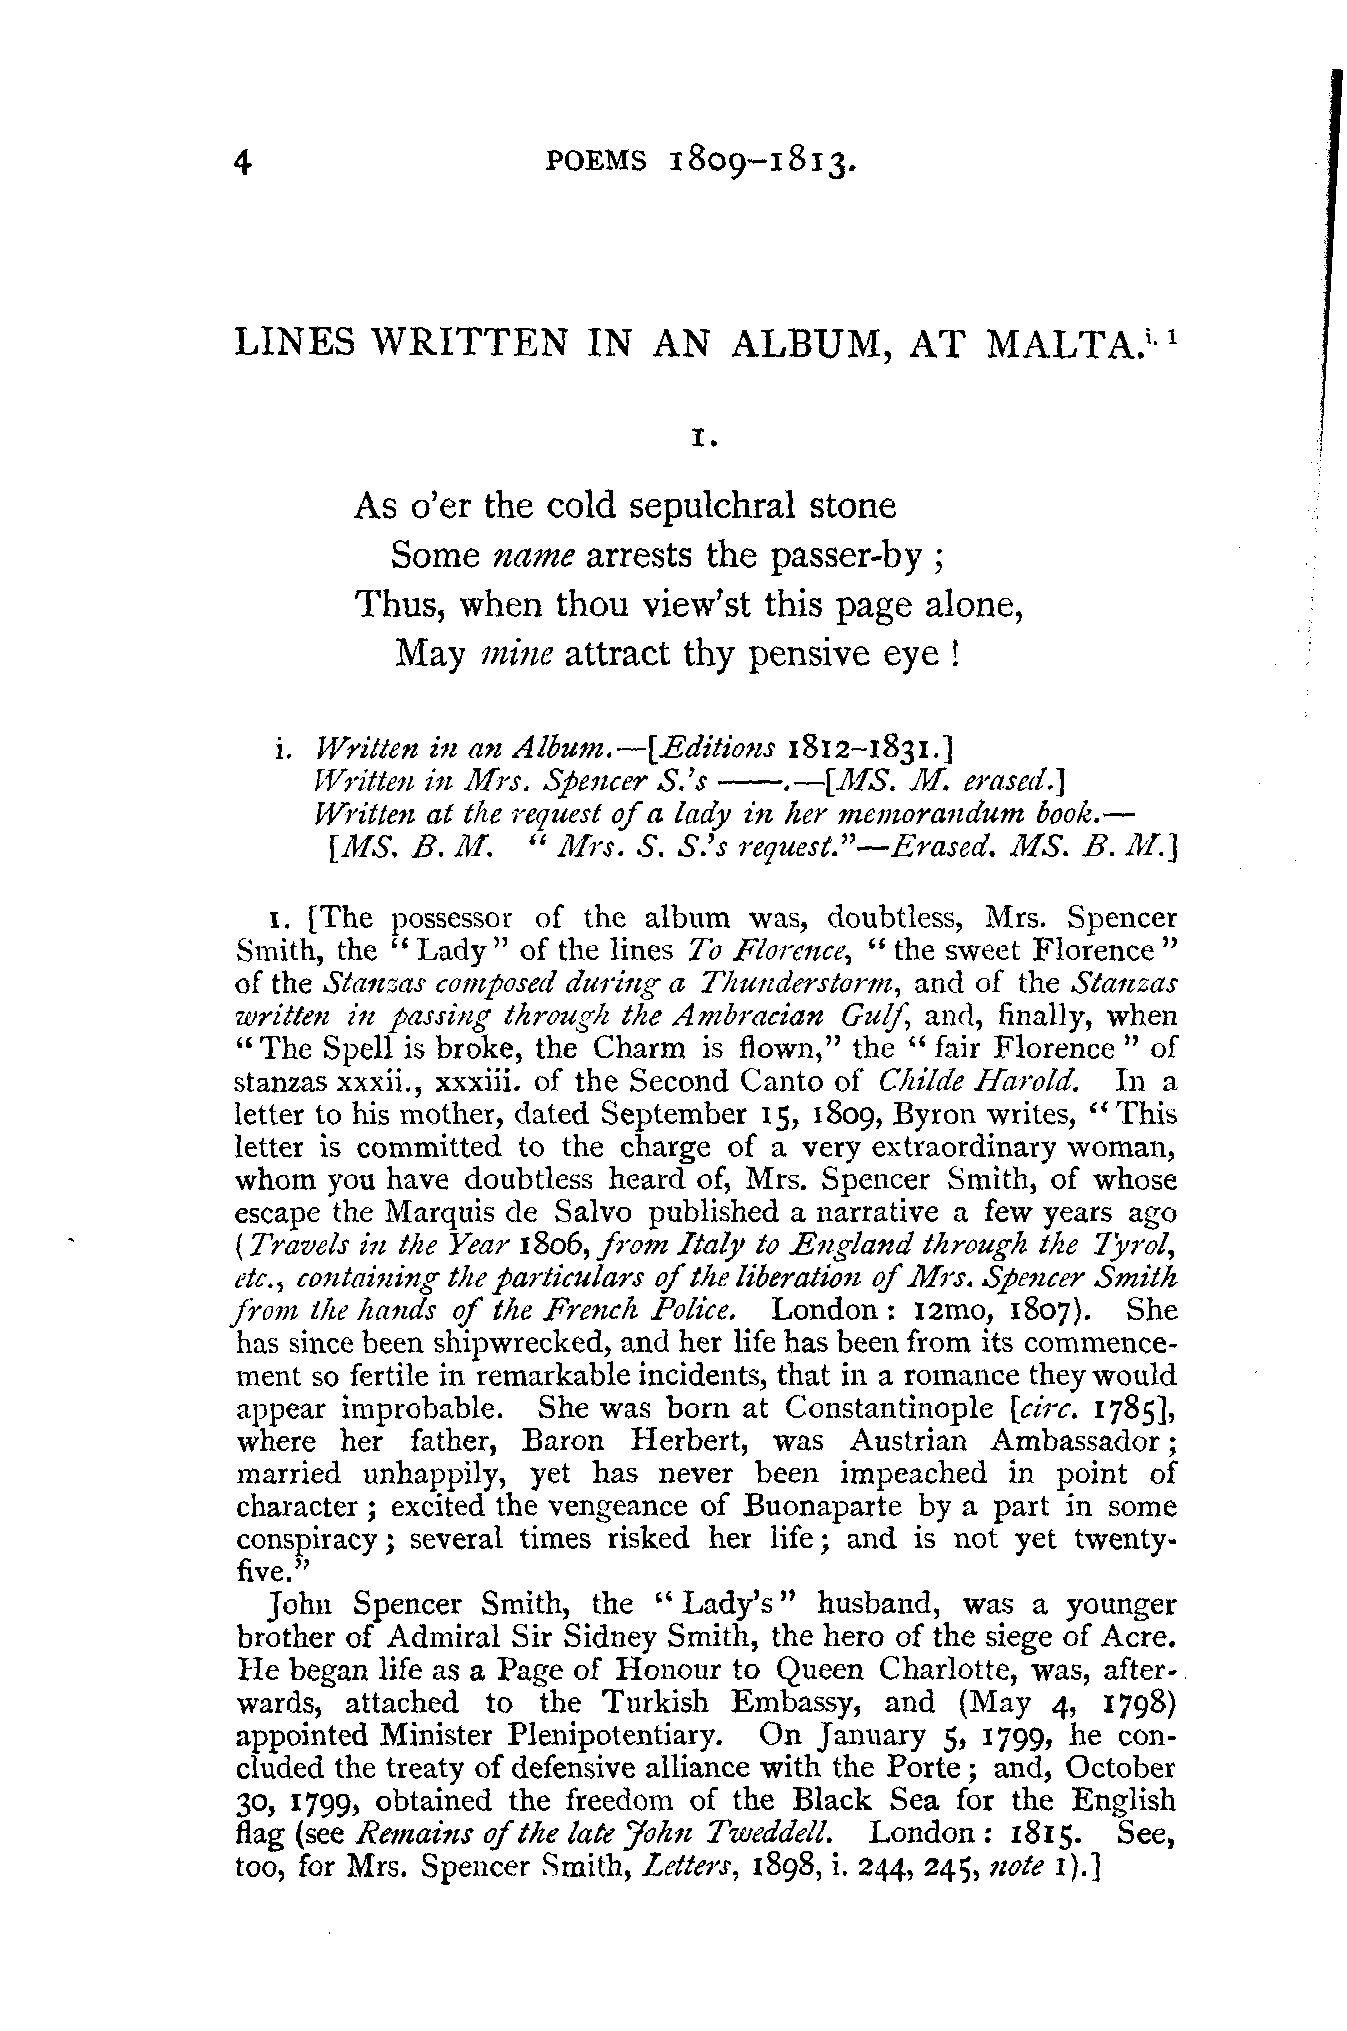 4 POEMS 1809–1813.
LINES WRITTEN IN AN ALBUM, AT MALTA.i. 1
1.
As o'er the cold sepulchral stone
Some name arrests the passer-by ;
Thus, when thou view'st this page alone,
May mine attract thy pensive eye !
i. Written in an Album.—[Editions 1812–1831.]
Written in Mrs. Spencer S.'s ——.—[MS. M. erased.]
Written at the request of a lady in her memorandum book.—
[MS. B. M. "Mrs. S. S.'s request."—Erased. MS. B. M.]
1. [The possessor of the album was, doubtless, Mrs. Spencer
Smith, the "Lady" of the lines To Florence, "the sweet Florence"
of the Stanzas composed during a Thunderstorm, and of the Stanzas
written in passing through the Ambracian Gulf, and, finally, when
"The Spell is broke, the Charm is flown," the "fair Florence" of
stanzas xxxii., xxxiii. of the Second Canto of Childe Harold. In a
letter to his mother, dated September 15, 1809, Byron writes, "This
letter is committed to the charge of a very extraordinary woman,
whom you have doubtless heard of, Mrs. Spencer Smith, of whose
escape the Marquis de Salvo published a narrative a few years ago
(Travels in the Year 1806, from Italy to England through the Tyrol,
etc., containing the particulars of the liberation of Mrs. Spencer Smith
from the hands of the French Police. London : 12mo, 1807). She
has since been shipwrecked, and her life has been from its commence-
ment so fertile in remarkable incidents, that in a romance they would
appear improbable. She was born at Constantinople [circ. 1785],
where her father, Baron Herbert, was Austrian Ambassador ;
married unhappily, yet has never been impeached in point of
character ; excited the vengeance of Buonaparte by a part in some
conspiracy ; several times risked her life ; and is not yet twenty-
five."
John Spencer Smith, the "Lady's" husband, was a younger
brother of Admiral Sir Sidney Smith, the hero of the siege of Acre.
He began life as a Page of Honour to Queen Charlotte, was, after-
wards, attached to the Turkish Embassy, and (May 4, 1798)
appointed Minister Plenipotentiary. On January 5, 1799, he con-
cluded the treaty of defensive alliance with the Porte ; and, October
30, 1799, obtained the freedom of the Black Sea for the English
flag (see Remains of the late John Tweddell. London : 1815. See,
too, for Mrs. Spencer Smith, Letters, 1898, i. 244, 245, note 1).]